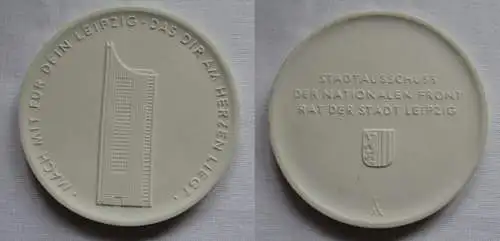 · MACH MIT FÜR DEIN LEIPZIG · DAS DIR AM HERZEN LIEGT ·
STADTAUSSCHUSS
DER NATIONALEN FRONT
RAT DER STADT LEIPZIG